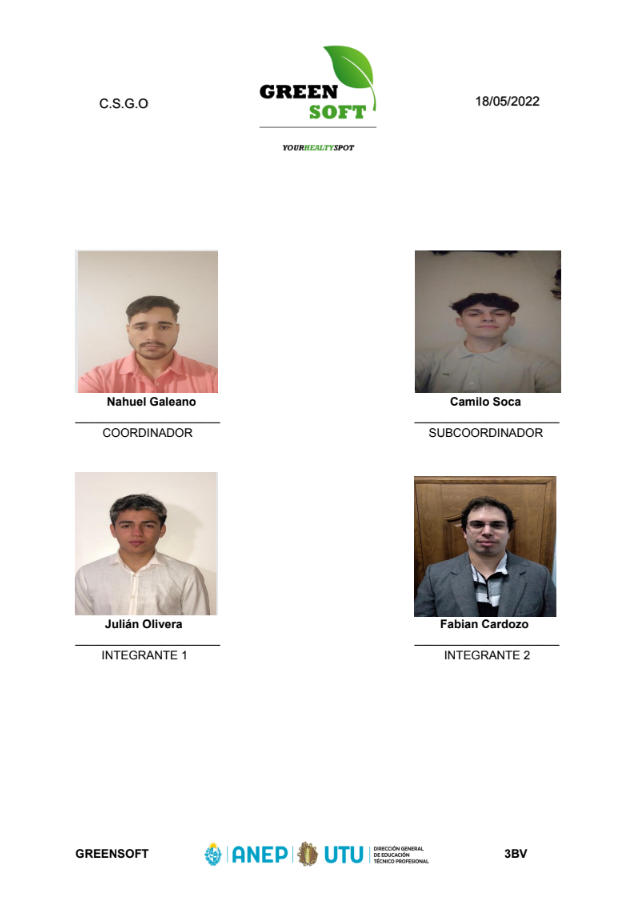 C.S.G.O
GREEN
SOFT
YOURHEALTYSPOT
18/05/2022
Nahuel Galeano
Camilo Soca
COORDINADOR
SUBCOORDINADOR
Julián Olivera
Fabian Cardozo
INTEGRANTE 1
INTEGRANTE 2
GREENSOFT
ANEP
UTU
DIRECCIÓN GENERAL
DE EDUCACIÓN
TÉCNICO PROFESIONAL
3BV